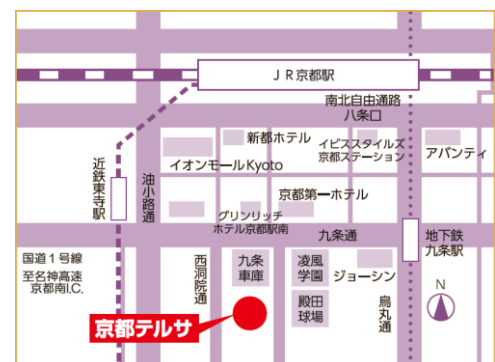 JR京都駅
南北自由通路
八条口
新都ホテル
イビススタイルズ
京都ステーション
アバンティ
イオンモールKyoto
近鉄東寺駅
油小路通
京都第一ホテル
グリンリッチ
ホテル京都駅南
九条通
地下鉄
九条駅
国道1号線
至名神高速
京都南I.C.
西洞院通
九条
車庫
凌風
学園
ジョーシン
殿田
球場
烏丸通
N
京都テルサ